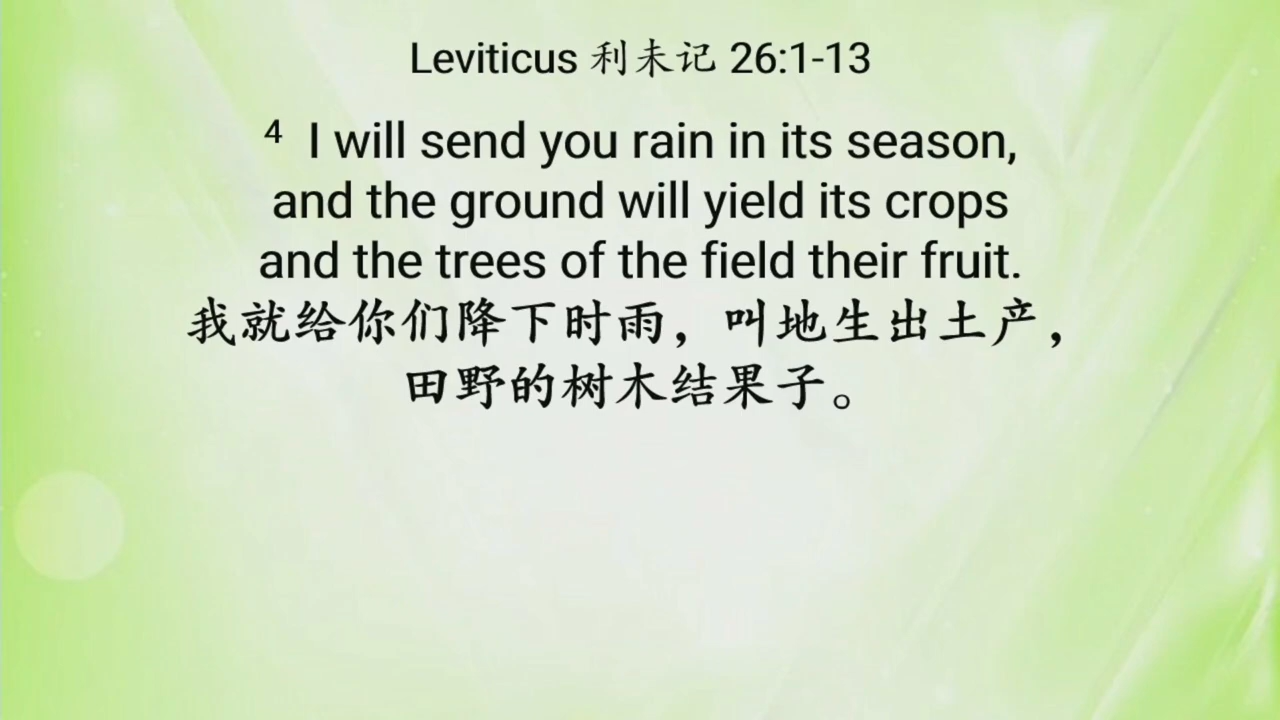 Leviticus 利未记 26:1-13
4 I will send you rain in its season,
and the ground will yield its crops
and the trees of the field their fruit.
我就给你们降下时雨，叫地生出土产，
田野的树木结果子。